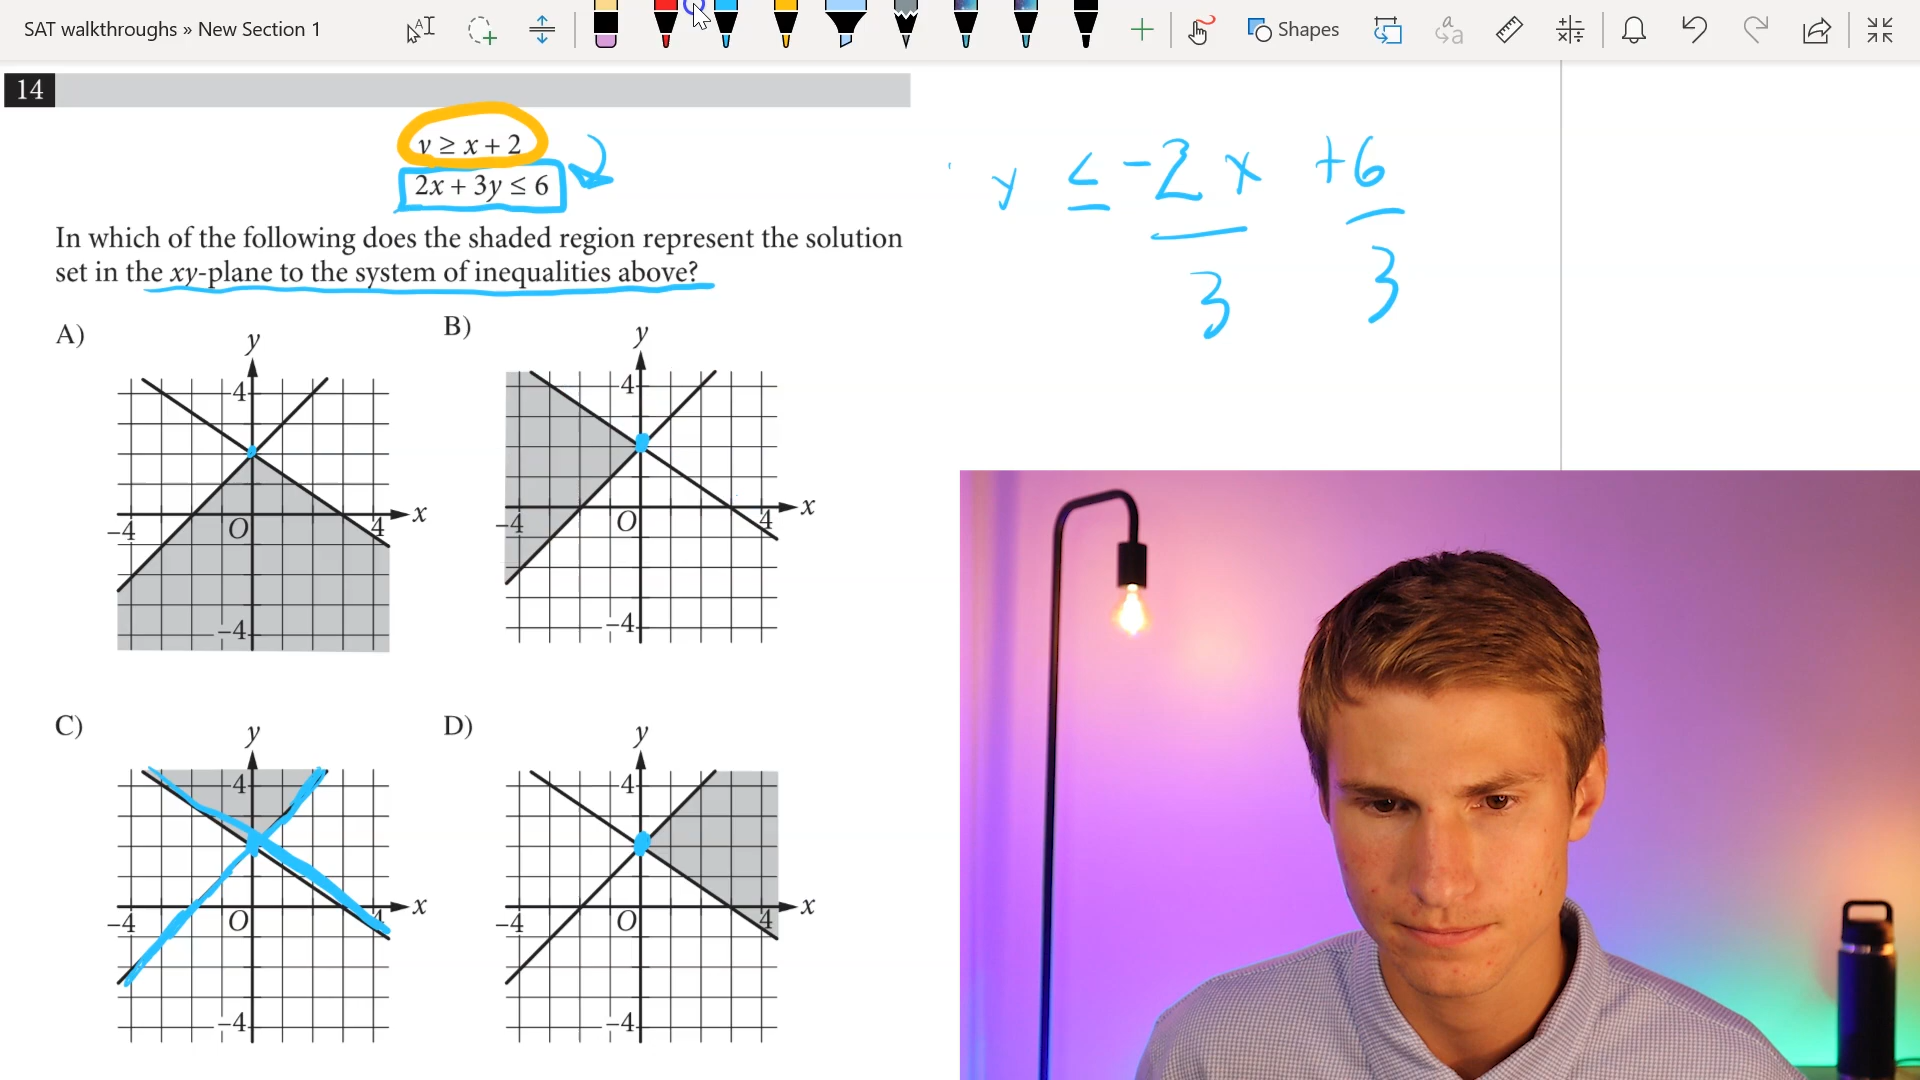 SAT walkthroughs » New Section 1
Shapes
14
y ≥ x + 2
2x + 3y ≤ 6
In which of the following does the shaded region represent the solution
set in the xy-plane to the system of inequalities above?
y ≤ -2x +6
3 3
A)
y
4
x
-4
O
4
-4
B)
y
4
x
-4
O
4
-4
C)
y
4
x
-4
O
4
-4
D)
y
4
x
-4
O
4
-4